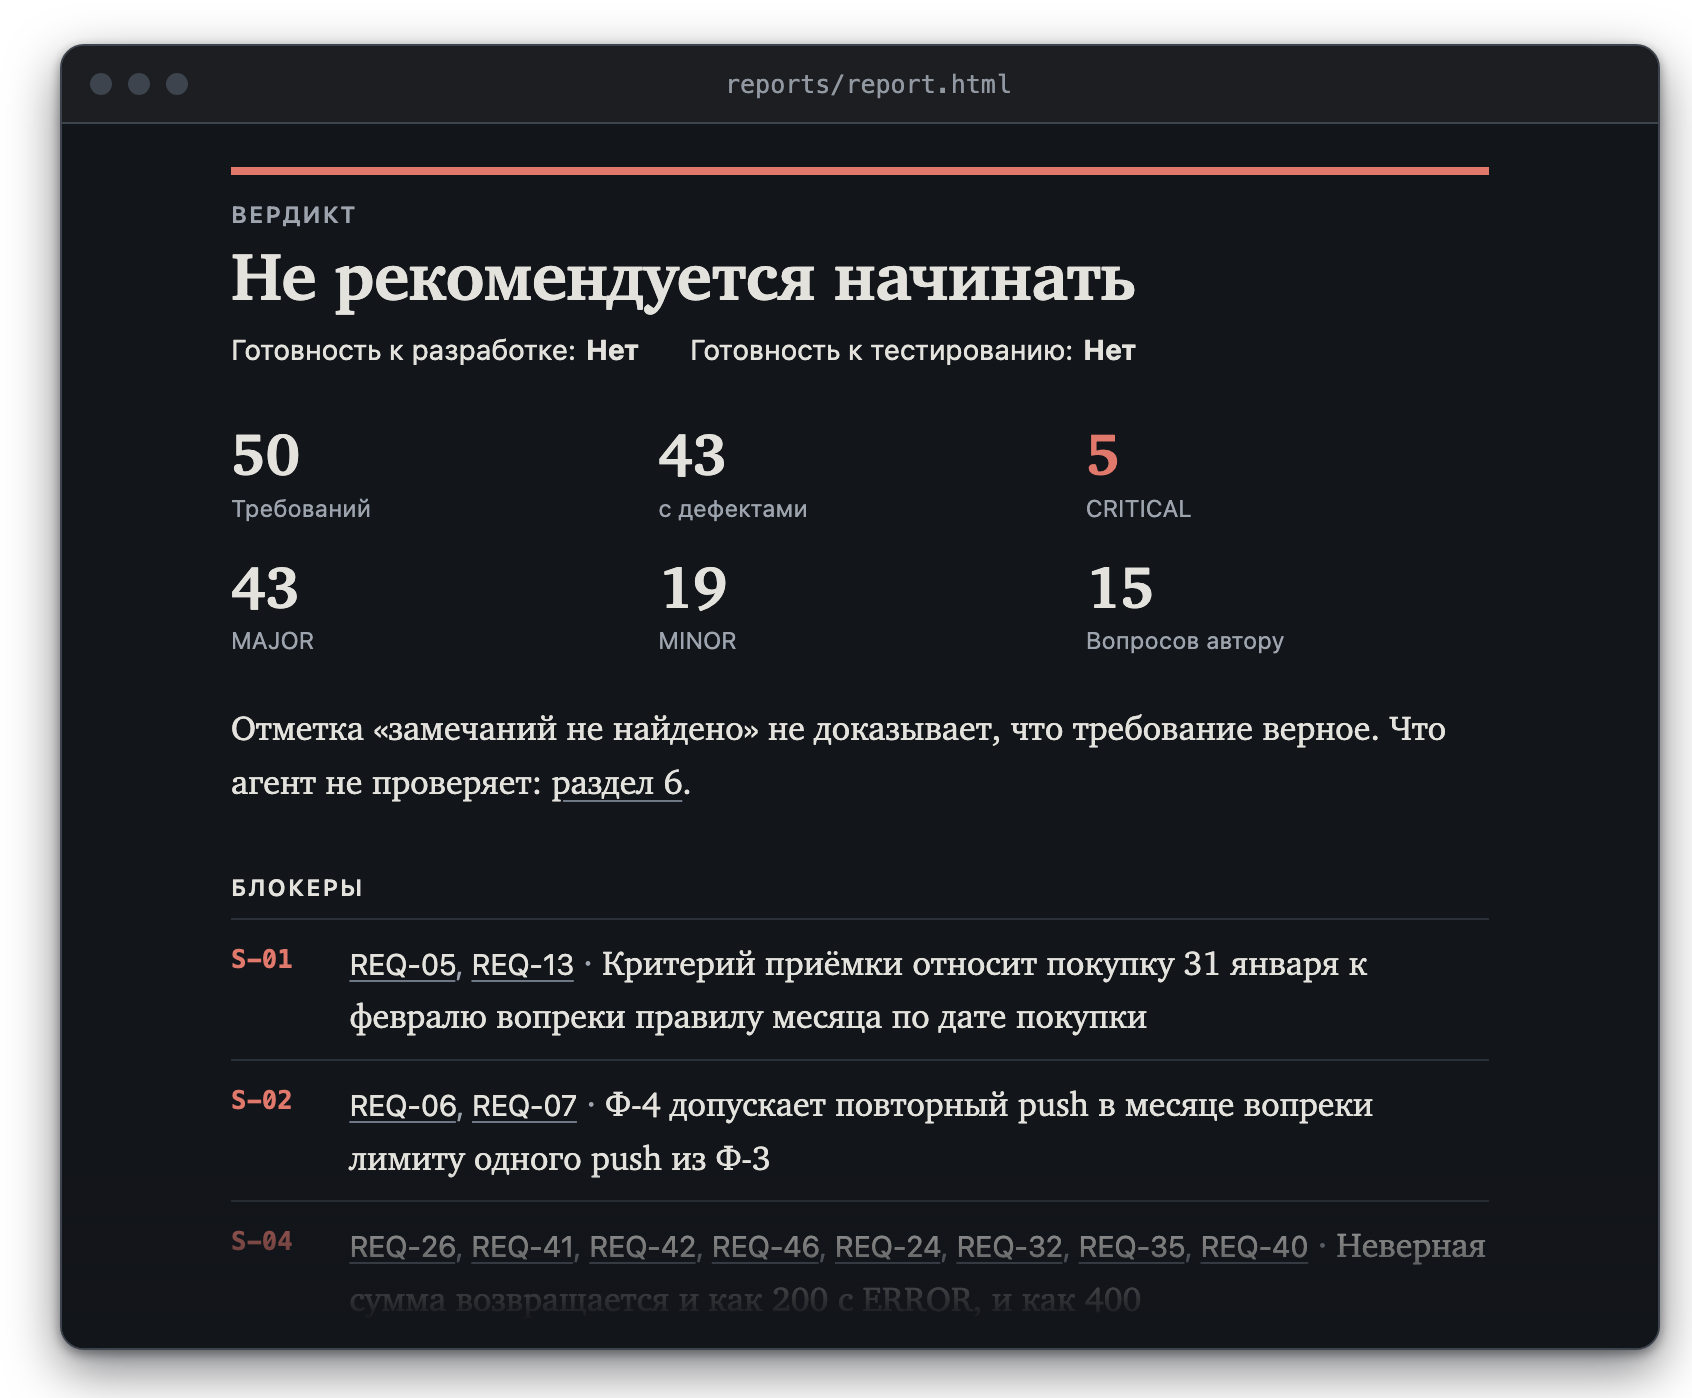 reports/report.html
ВЕРДИКТ
Не рекомендуется начинать
Готовность к разработке: Нет Готовность к тестированию: Нет
50 43 5
Требований с дефектами CRITICAL
43 19 15
MAJOR MINOR Вопросов автору
Отметка «замечаний не найдено» не доказывает, что требование верное. Что
агент не проверяет: раздел 6.
БЛОКЕРЫ
S-01 REQ-05, REQ-13 · Критерий приёмки относит покупку 31 января к
февралю вопреки правилу месяца по дате покупки
S-02 REQ-06, REQ-07 · Ф-4 допускает повторный push в месяце вопреки
лимиту одного push из Ф-3
S-04 REQ-26, REQ-41, REQ-42, REQ-46, REQ-24, REQ-32, REQ-35, REQ-40 · Неверная
сумма возвращается и как 200 с ERROR, и как 400